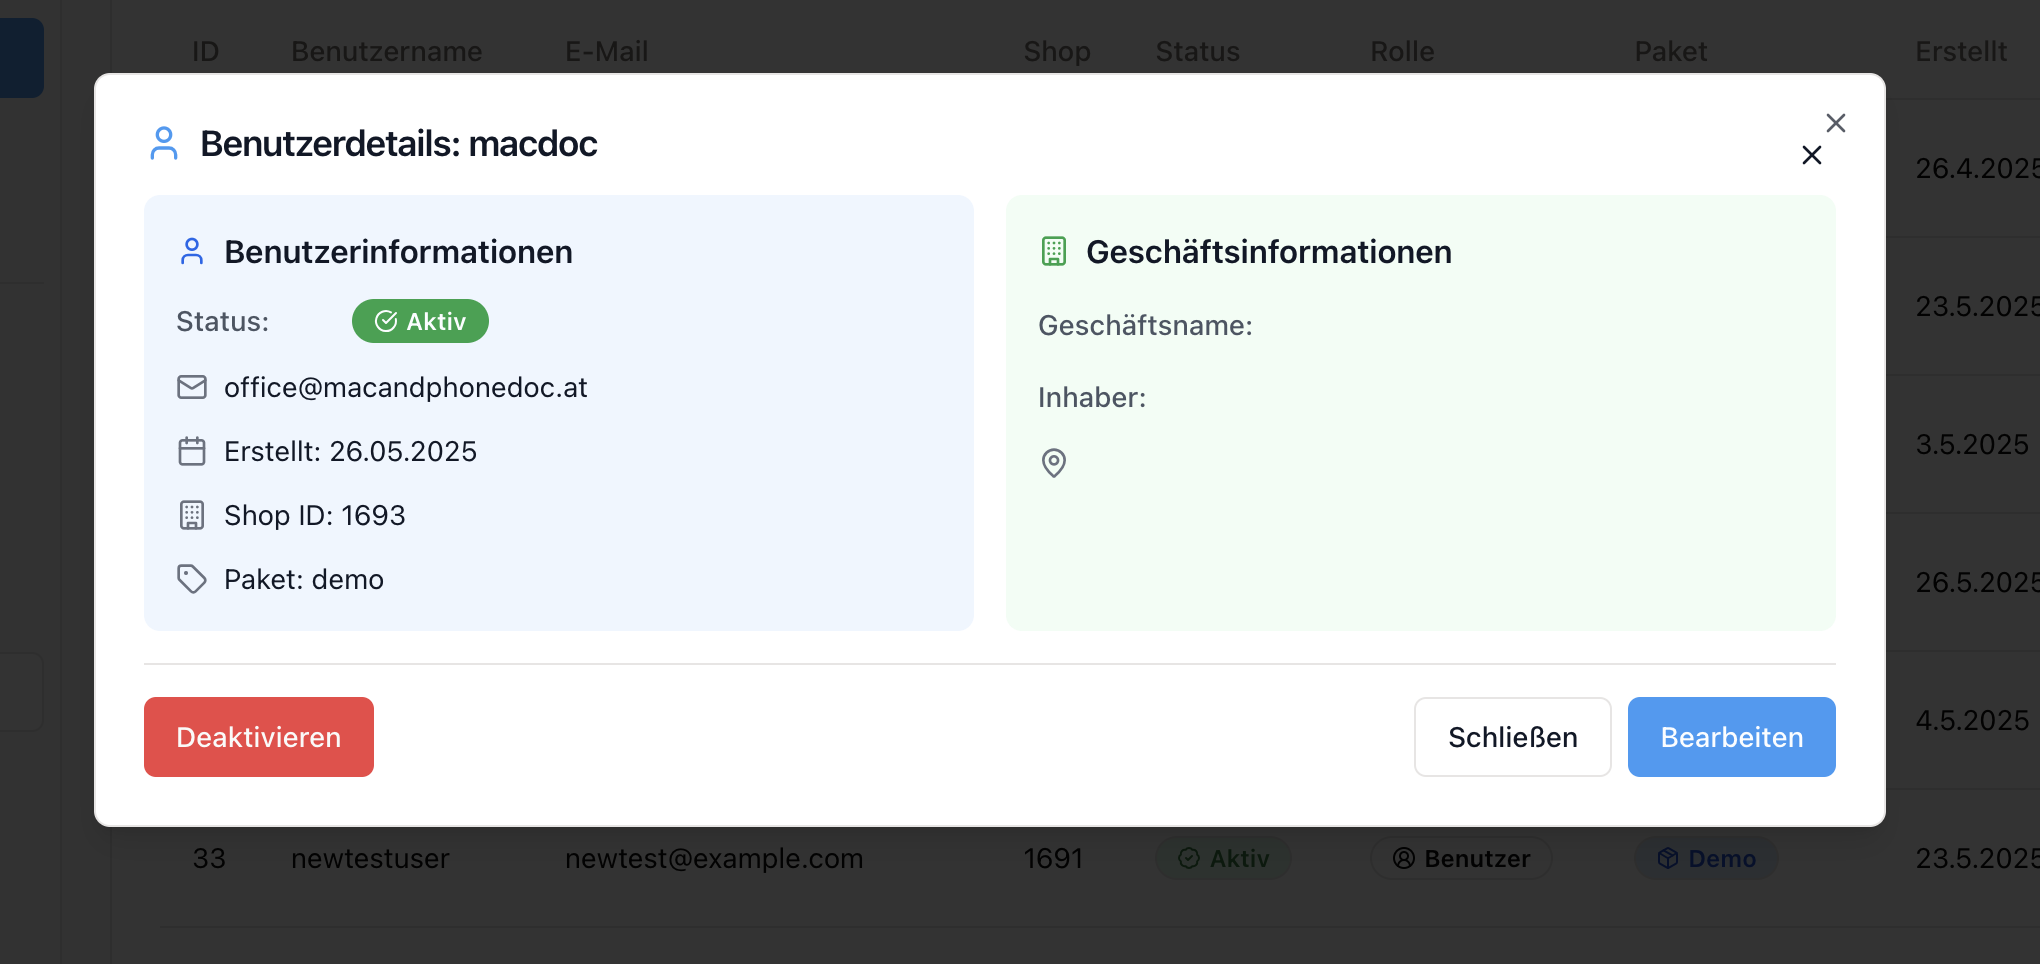 ID Benutzername E-Mail Shop Status Rolle Paket Erstellt
Benutzerdetails: macdoc
26.4.2025
Benutzerinformationen
Status: Aktiv
office@macandphonedoc.at
Erstellt: 26.05.2025
Shop ID: 1693
Paket: demo
Geschäftsinformationen
Geschäftsname:
Inhaber:
23.5.2025
3.5.2025
26.5.2025
4.5.2025
Deaktivieren
Schließen
Bearbeiten
33 newtestuser newtest@example.com 1691 Aktiv Benutzer Demo 23.5.2025